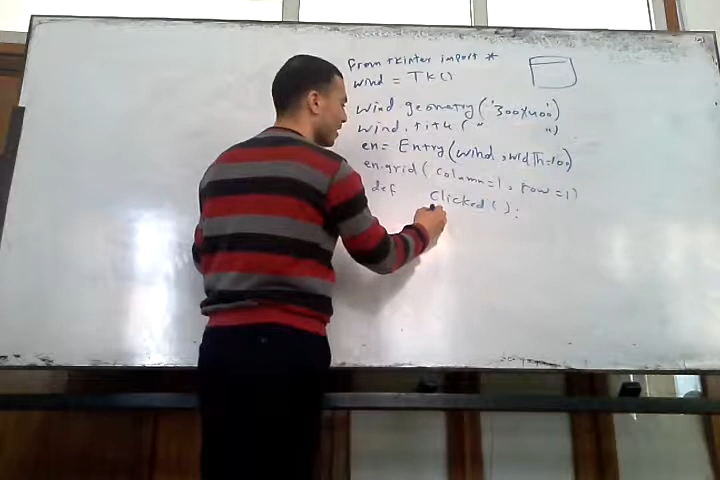 From tkinter import *
wind = Tk()
wind geometry('300x400')
wind.title(" ")
en = Entry(wind, width=100)
en.grid( column=1, row=1)
def clicked():